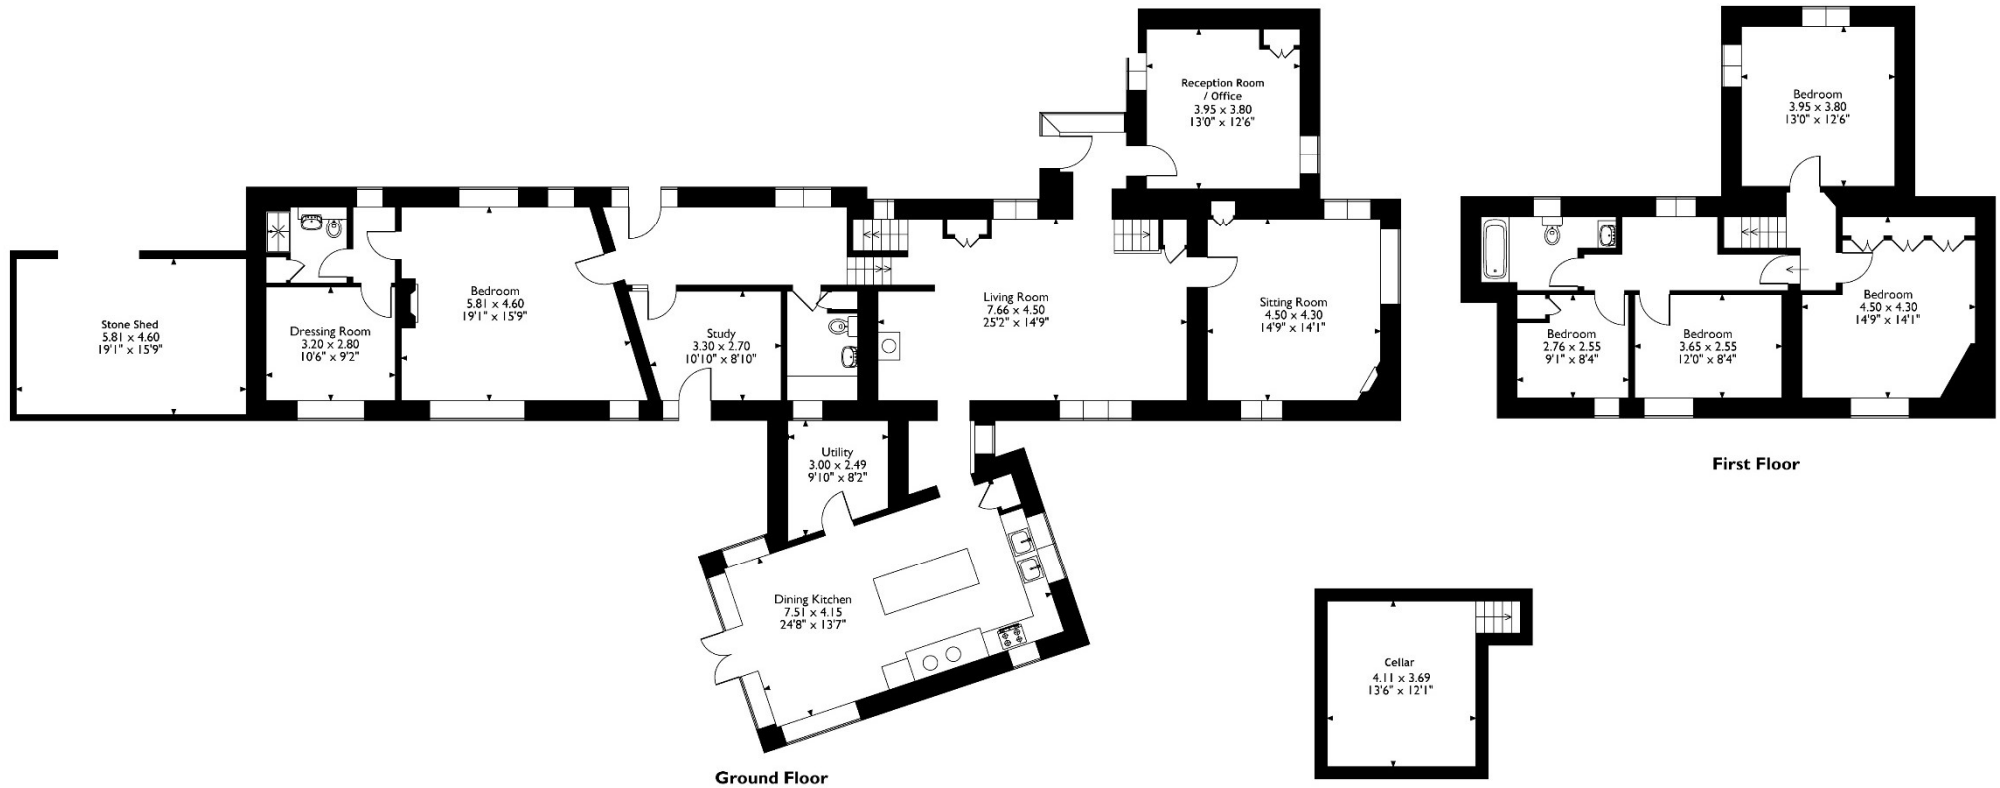 Reception Room
/ Office
3.95 x 3.80
13'0" x 12'6"
Bedroom
3.95 x 3.80
13'0" x 12'6"
Stone Shed
5.81 x 4.60
19'1" x 15'9"
Dressing Room
3.20 x 2.80
10'6" x 9'2"
Bedroom
5.81 x 4.60
19'1" x 15'9"
Study
3.30 x 2.70
10'10" x 8'10"
Living Room
7.66 x 4.50
25'2" x 14'9"
Sitting Room
4.50 x 4.30
14'9" x 14'1"
Bedroom
2.76 x 2.55
9'1" x 8'4"
Bedroom
3.65 x 2.55
12'0" x 8'4"
Bedroom
4.50 x 4.30
14'9" x 14'1"
First Floor
Utility
3.00 x 2.49
9'10" x 8'2"
Dining Kitchen
7.51 x 4.15
24'8" x 13'7"
Cellar
4.11 x 3.69
13'6" x 12'1"
Ground Floor